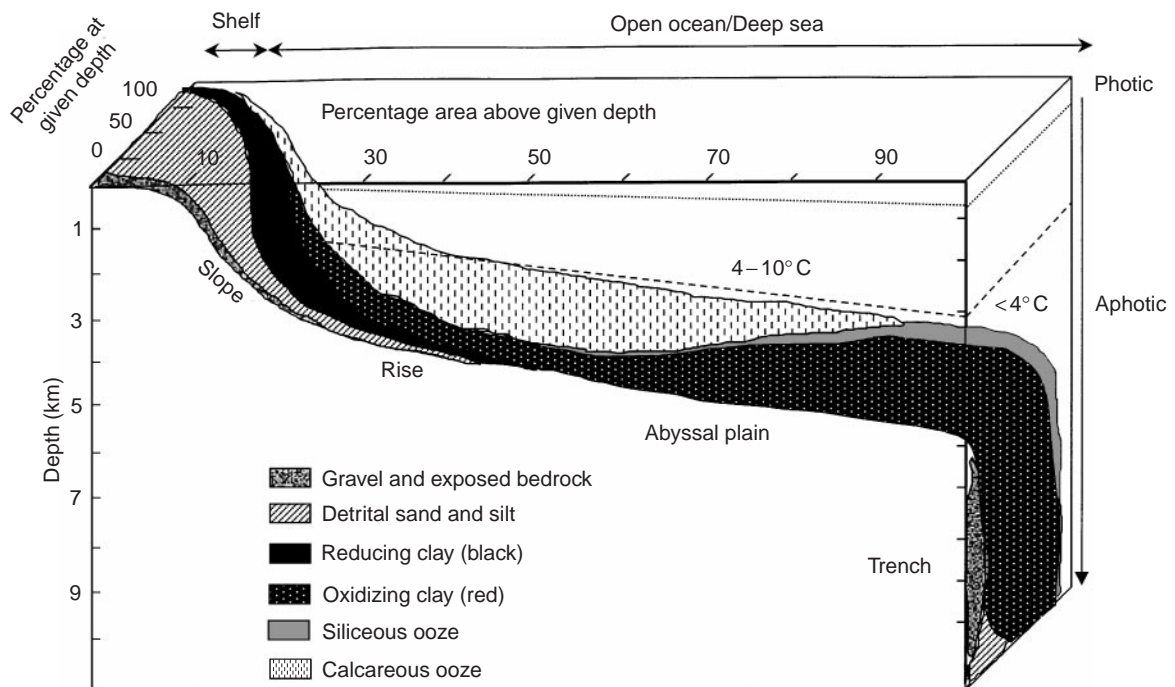 Shelf
Open ocean/Deep sea
Percentage at
given depth
Photic
100
50
0
Percentage area above given depth
10
30
50
70
90
1
4–10°C
Slope
<4°C
Aphotic
3
Rise
Depth (km)
5
Abyssal plain
Gravel and exposed bedrock
7
Detrital sand and silt
Reducing clay (black)
Trench
9
Oxidizing clay (red)
Siliceous ooze
Calcareous ooze